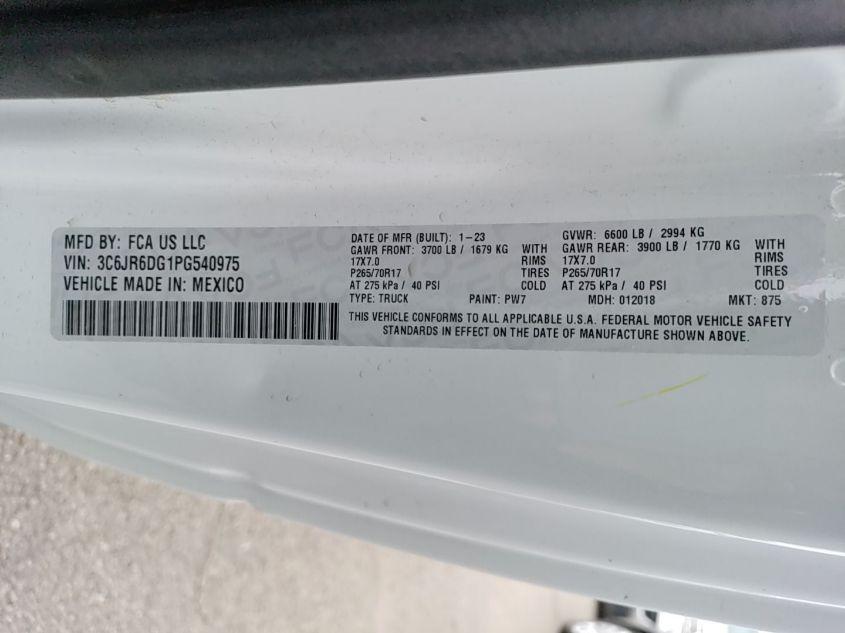 MFD BY: FCA US LLC
VIN: 3C6JR6DG1PG540975
VEHICLE MADE IN: MEXICO
DATE OF MFR (BUILT): 1-23
GAWR FRONT: 3700 LB / 1679 KG WITH
17X7.0 RIMS
P265/70R17 TIRES
AT 275 kPa / 40 PSI COLD
TYPE: TRUCK PAINT: PW7
GVWR: 6600 LB / 2994 KG
GAWR REAR: 3900 LB / 1770 KG WITH
17X7.0 RIMS
P265/70R17 TIRES
AT 275 kPa / 40 PSI COLD
MDH: 012018 MKT: 875
THIS VEHICLE CONFORMS TO ALL APPLICABLE U.S.A. FEDERAL MOTOR VEHICLE SAFETY
STANDARDS IN EFFECT ON THE DATE OF MANUFACTURE SHOWN ABOVE.